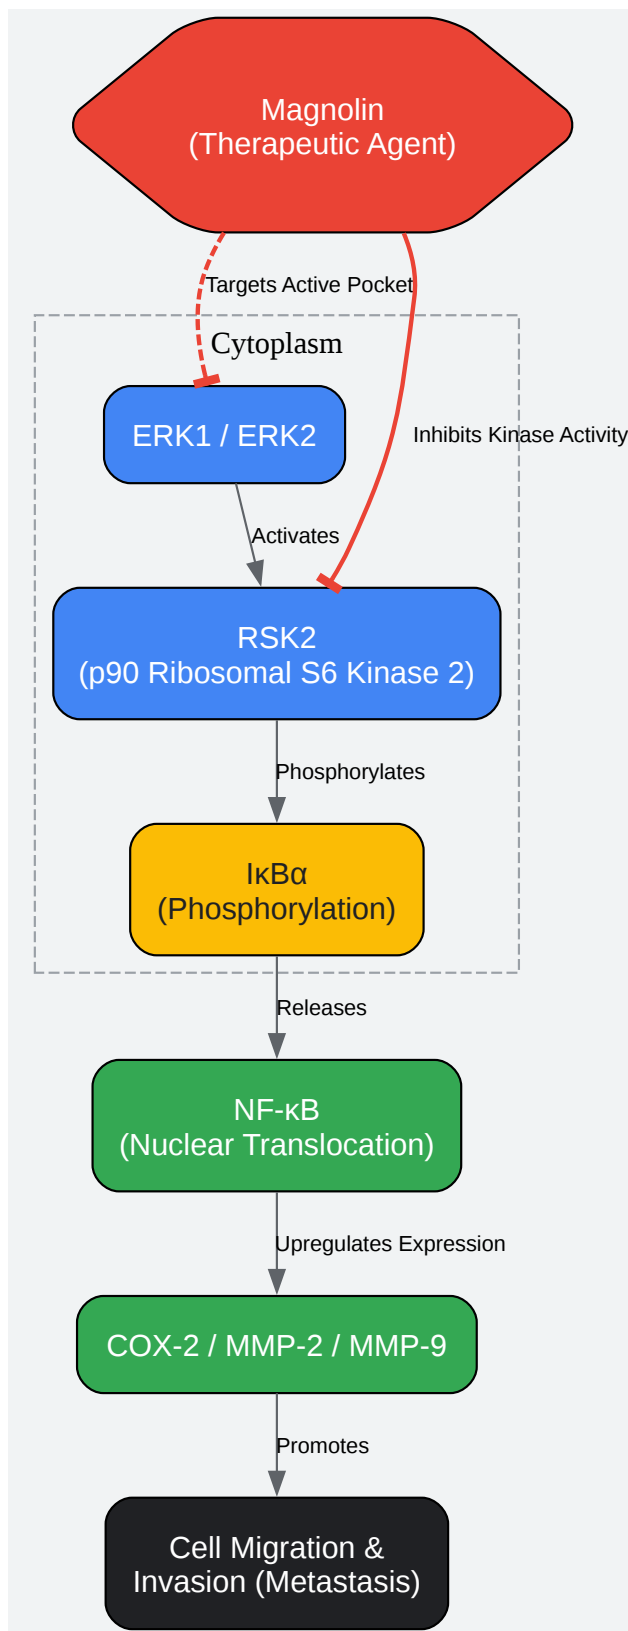 Magnolin
(Therapeutic Agent)
Targets Active Pocket
Cytoplasm
ERK1 / ERK2
Inhibits Kinase Activity
Activates
RSK2
(p90 Ribosomal S6 Kinase 2)
Phosphorylates
IκBα
(Phosphorylation)
Releases
NF-κB
(Nuclear Translocation)
Upregulates Expression
COX-2 / MMP-2 / MMP-9
Promotes
Cell Migration &
Invasion (Metastasis)